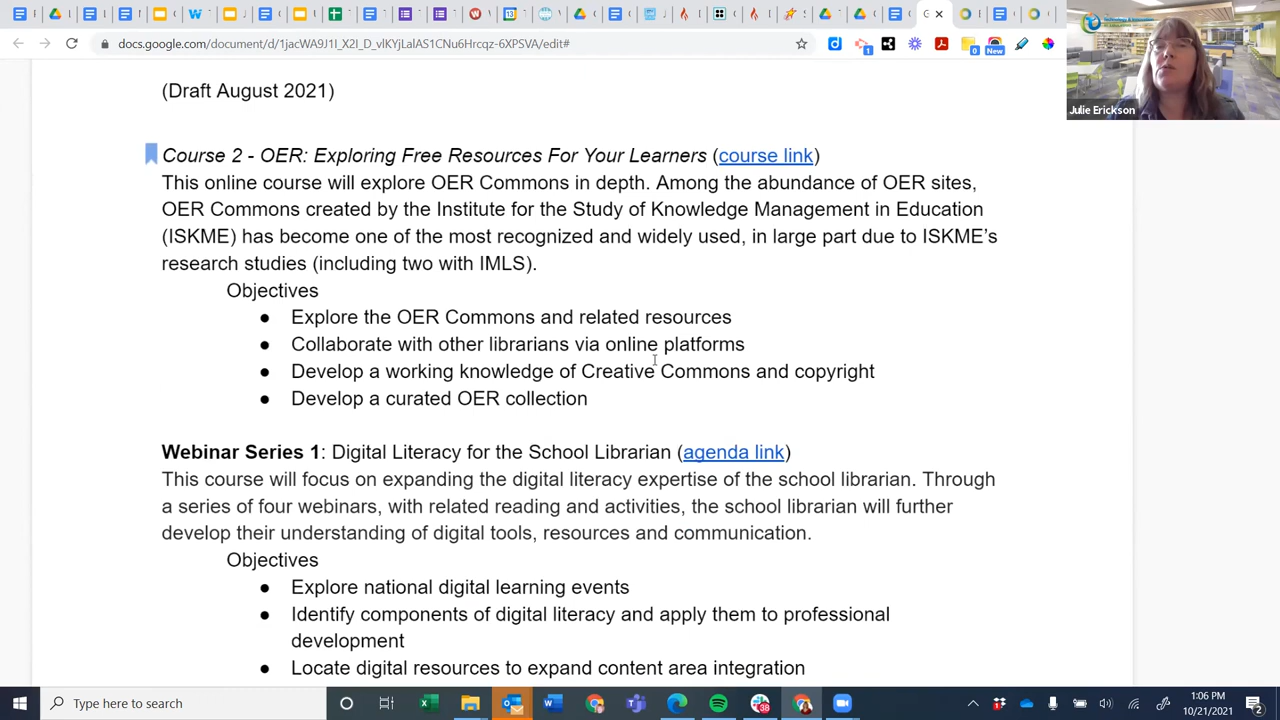 docs.google.com/document/d/
edit#
1
0
New
Julie Erickson
(Draft August 2021)
Course 2 - OER: Exploring Free Resources For Your Learners (course link)
This online course will explore OER Commons in depth. Among the abundance of OER sites,
OER Commons created by the Institute for the Study of Knowledge Management in Education
(ISKME) has become one of the most recognized and widely used, in large part due to ISKME's
research studies (including two with IMLS).
Objectives
● Explore the OER Commons and related resources
● Collaborate with other librarians via online platforms
● Develop a working knowledge of Creative Commons and copyright
● Develop a curated OER collection
Webinar Series 1: Digital Literacy for the School Librarian (agenda link)
This course will focus on expanding the digital literacy expertise of the school librarian. Through
a series of four webinars, with related reading and activities, the school librarian will further
develop their understanding of digital tools, resources and communication.
Objectives
● Explore national digital learning events
● Identify components of digital literacy and apply them to professional
development
● Locate digital resources to expand content area integration
Type here to search
38
1:06 PM
10/21/2021
2